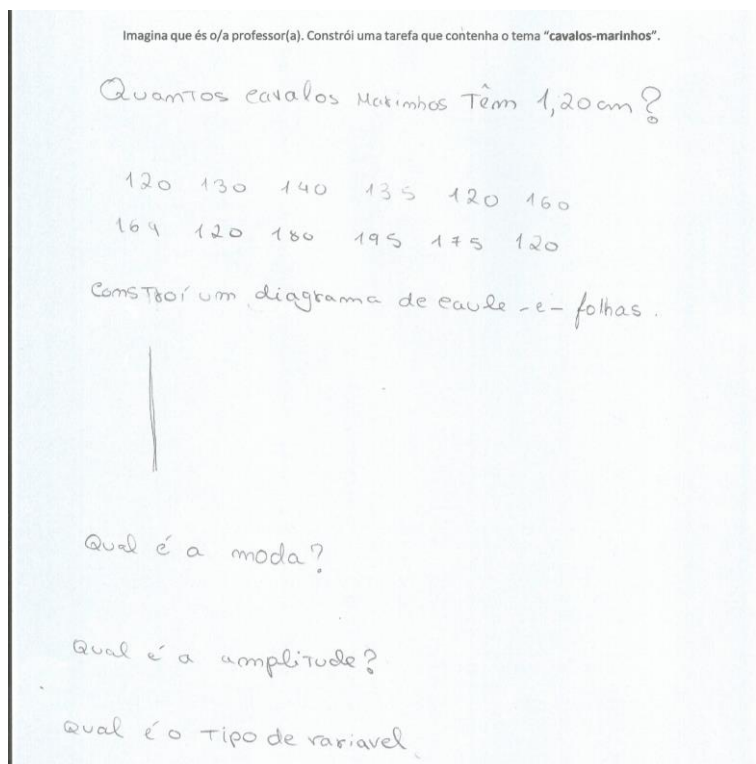 Imagina que és o/a professor(a). Constrói uma tarefa que contenha o tema "cavalos-marinhos".
Quantos cavalos Marinhos Têm 1,20 cm?
120 130 140 135 120 160
164 120 180 195 175 120
Constroí um diagrama de caule-e-folhas.
Qual é a moda?
Qual é a amplitude?
Qual é o tipo de variavel